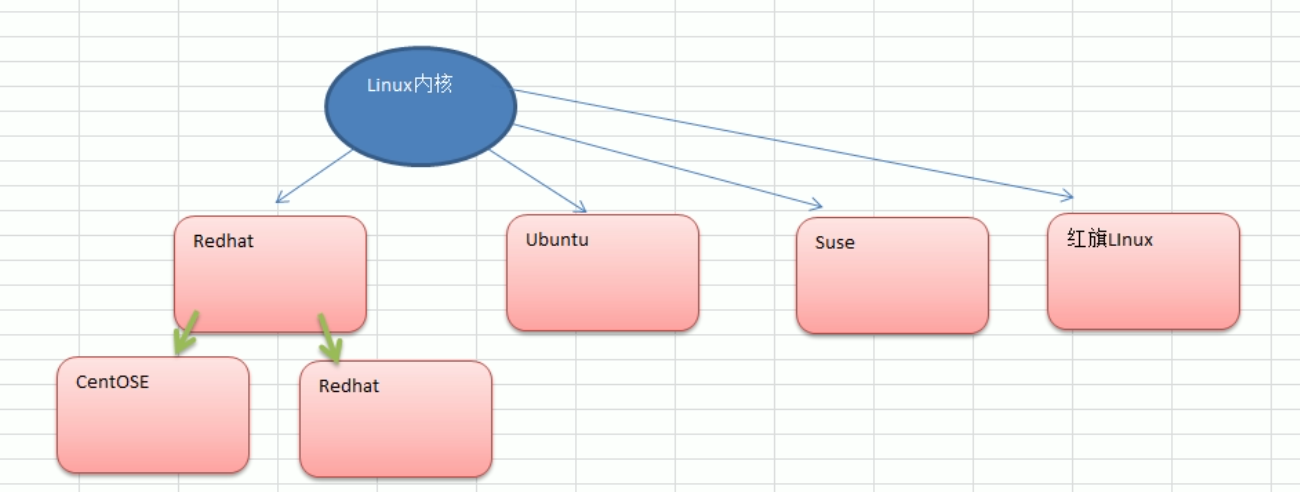 Linux内核
Redhat
Ubuntu
Suse
红旗LInux
CentOSE
Redhat